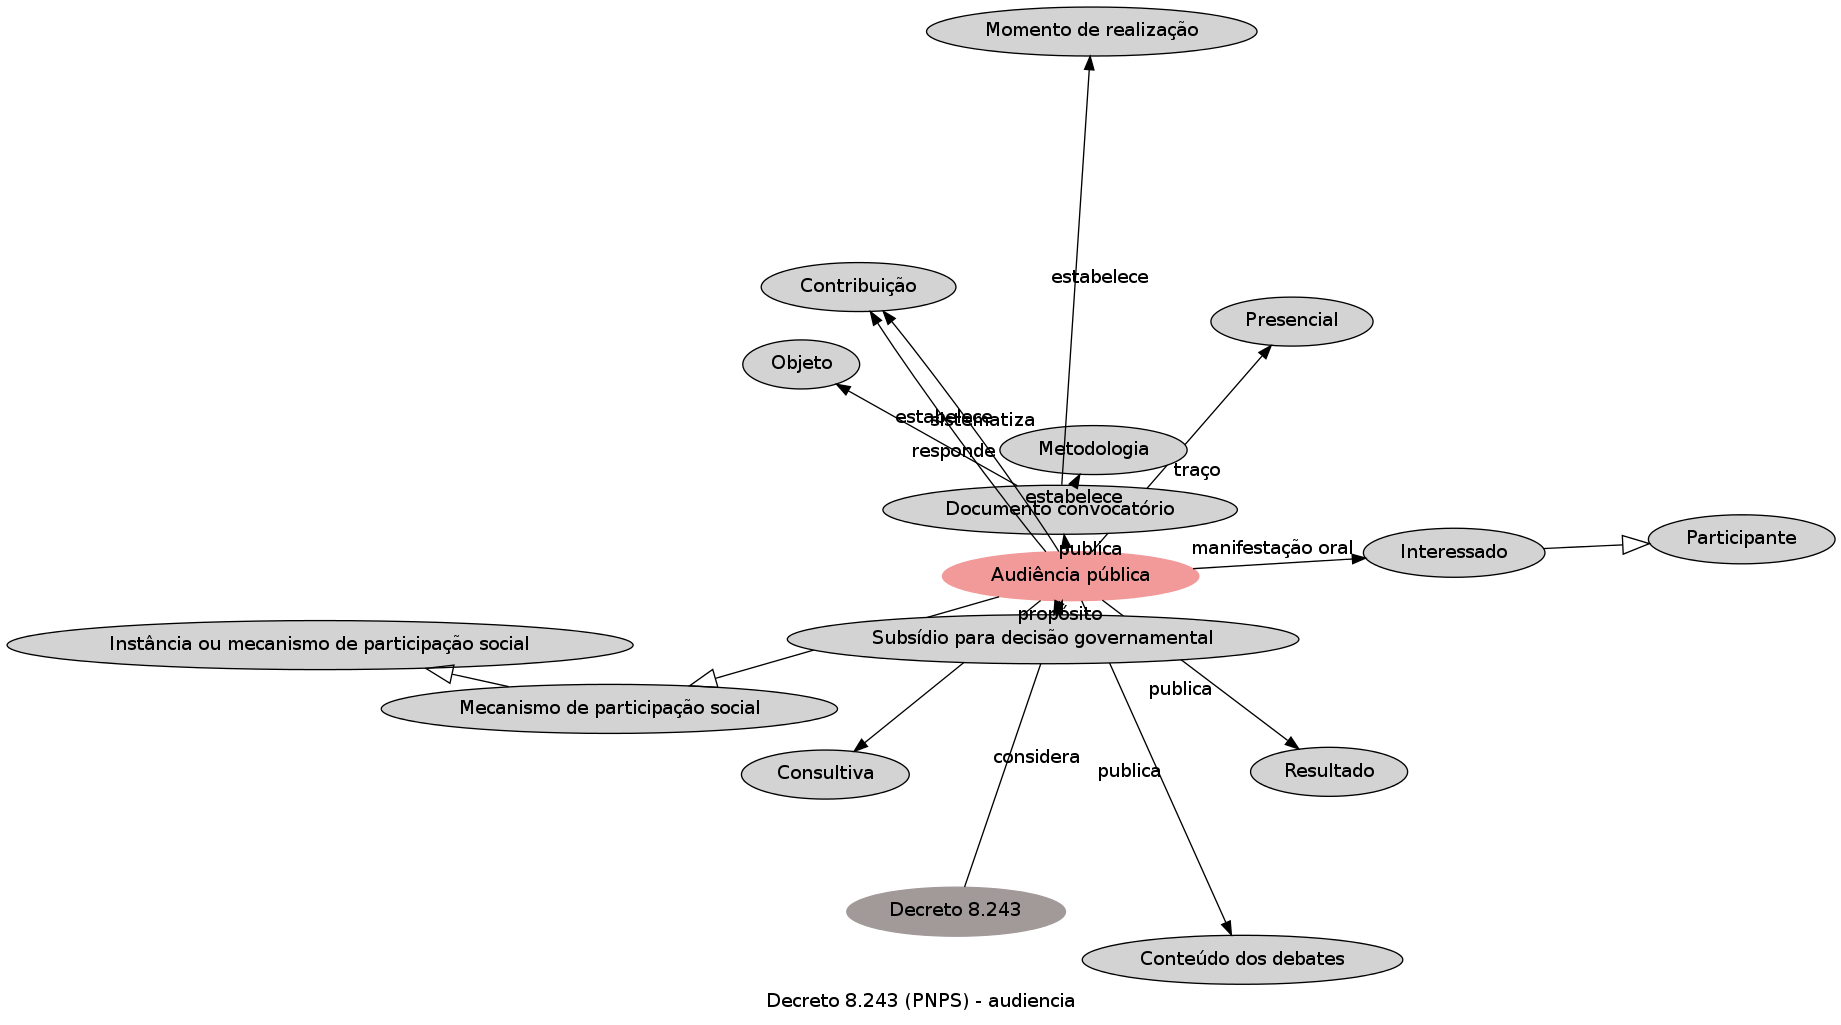 Momento de realização
estabelece
Contribuição
Presencial
Objeto
estabelece
sistematiza
responde
Metodologia
traço
estabelece
Documento convocatório
publica
manifestação oral
Interessado
Participante
Audiência pública
propósito
Subsídio para decisão governamental
Instância ou mecanismo de participação social
Mecanismo de participação social
publica
Consultiva
considera
publica
Resultado
Decreto 8.243
Conteúdo dos debates
Decreto 8.243 (PNPS) - audiencia